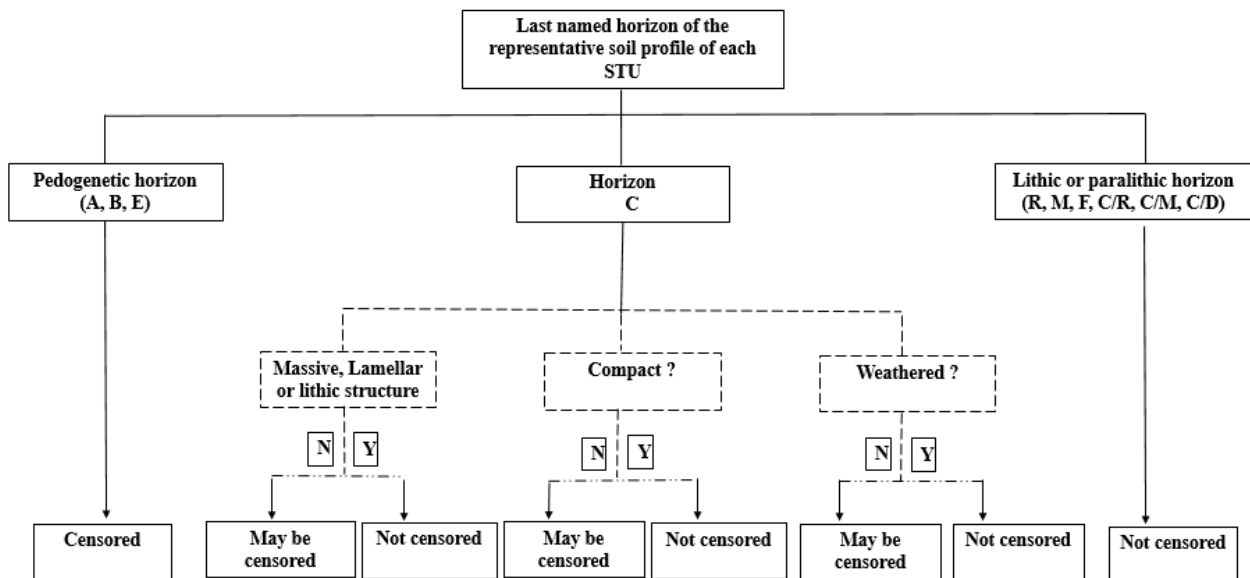 Last named horizon of the
representative soil profile of each
STU
Pedogenetic horizon
(A, B, E)
Horizon
C
Lithic or paralithic horizon
(R, M, F, C/R, C/M, C/D)
Massive, Lamellar
or lithic structure
Compact ?
Weathered ?
N
Y
N
Y
N
Y
Censored
May be
censored
Not censored
May be
censored
Not censored
May be
censored
Not censored
Not censored